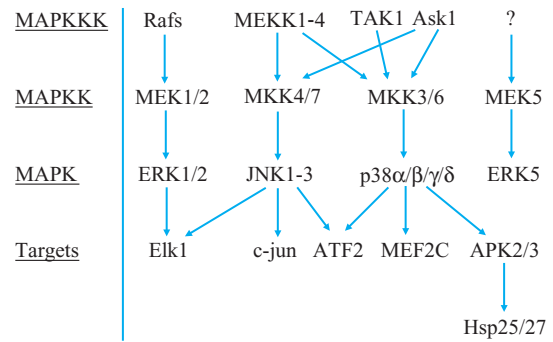 MAPKKK Rafs MEKK1-4 TAK1 Ask1 ?
MAPKK MEK1/2 MKK4/7 MKK3/6 MEK5
MAPK ERK1/2 JNK1-3 p38α/β/γ/δ ERK5
Targets Elk1 c-jun ATF2 MEF2C APK2/3
Hsp25/27